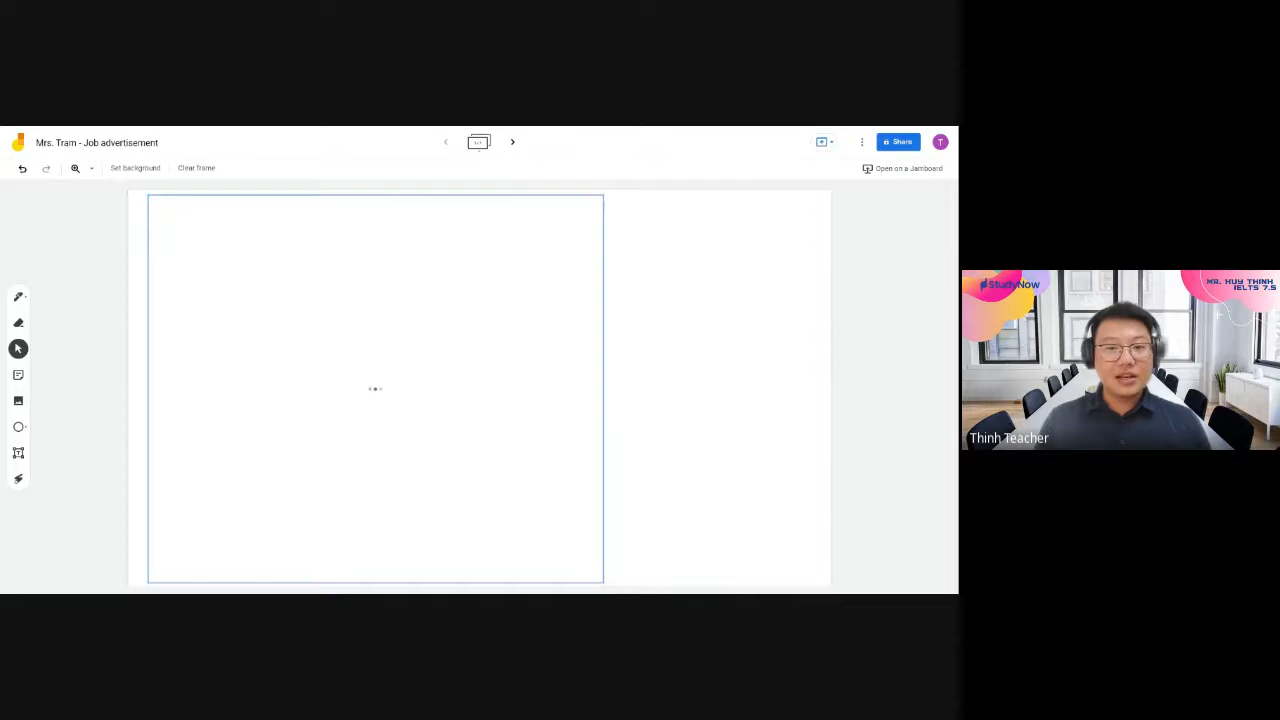 Mrs. Tram - Job advertisement
Share
T
Set background
Clear frame
Open on a Jamboard
StudyNow
MR. HUY THINH
IELTS 7.5
Thinh Teacher